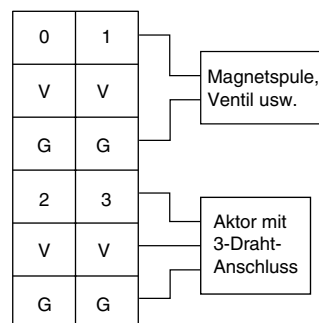 0 1
V V
G G
2 3
V V
G G
Magnetspule,
Ventil usw.
Aktor mit
3-Draht-
Anschluss